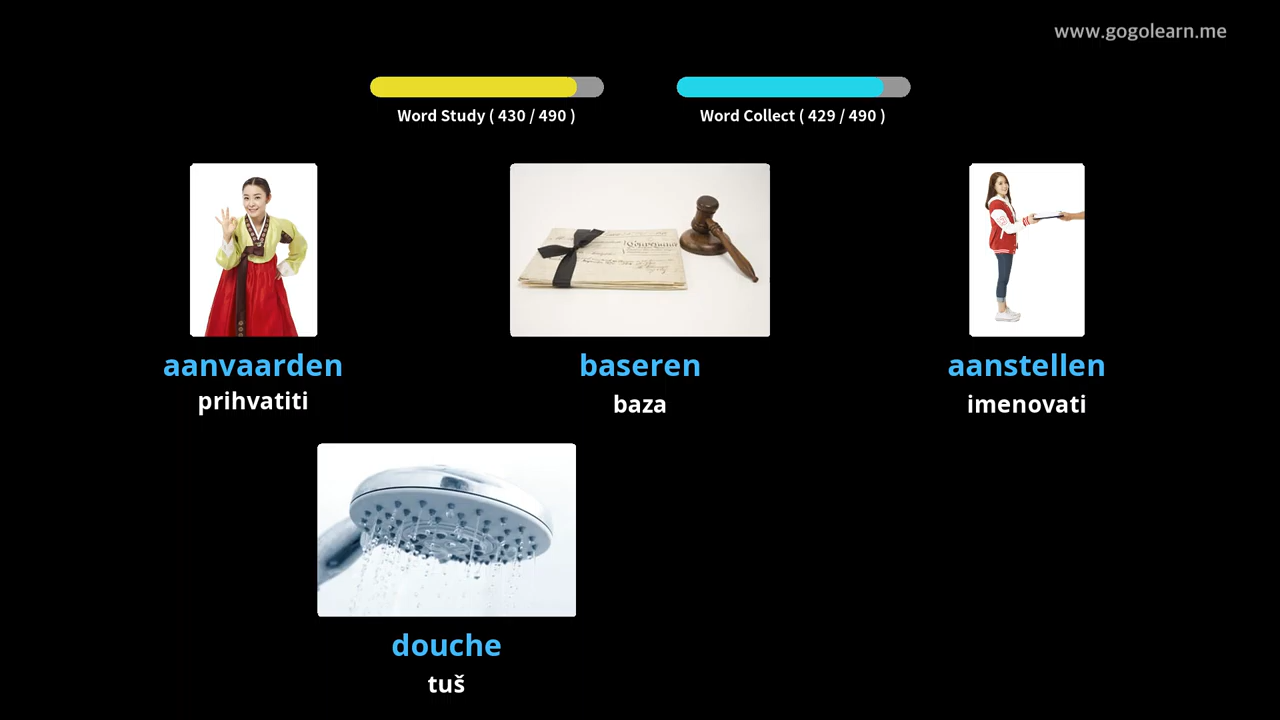 www.gogolearn.me
Word Study ( 430 / 490 )
Word Collect ( 429 / 490 )
aanvaarden
prihvatiti
baseren
baza
aanstellen
imenovati
douche
tuš